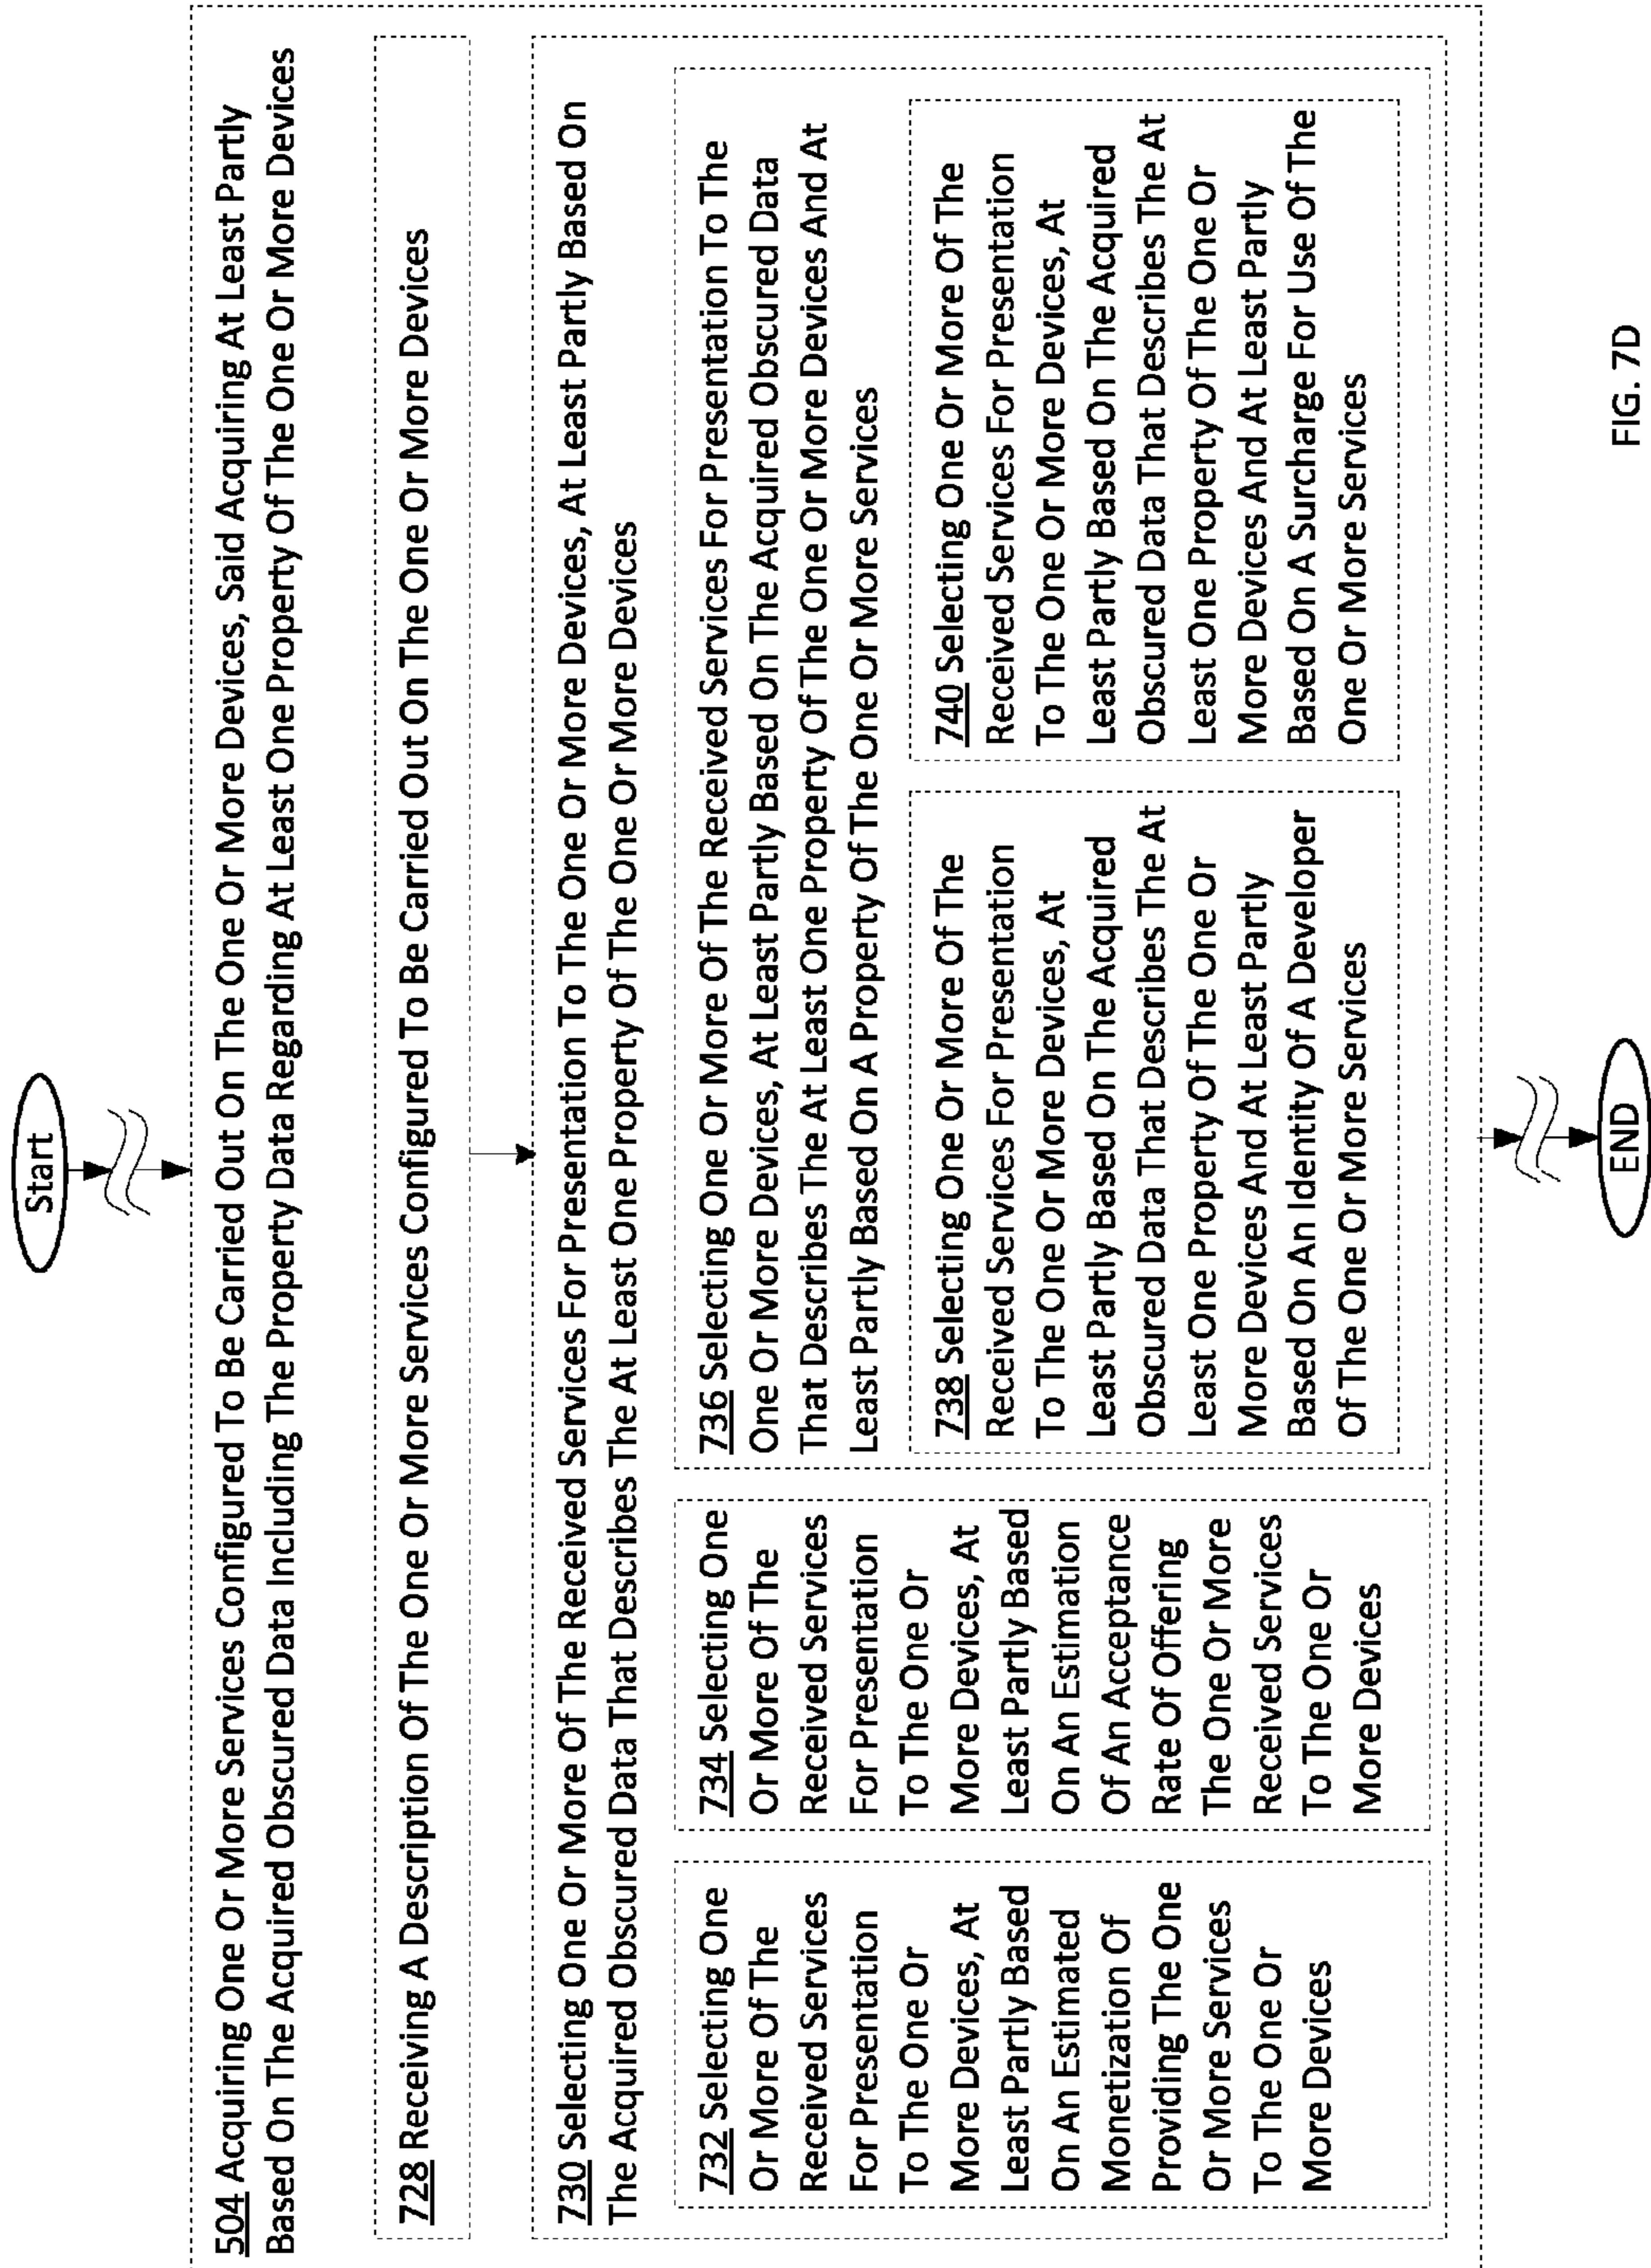 Start
504 Acquiring One Or More Services Configured To Be Carried Out On The One Or More Devices, Said Acquiring At Least Partly
Based On The Acquired Obscured Data Including The Property Data Regarding At Least One Property Of The One Or More Devices
728 Receiving A Description Of The One Or More Services Configured To Be Carried Out On The One Or More Devices
730 Selecting One Or More Of The Received Services For Presentation To The One Or More Devices, At Least Partly Based On
The Acquired Obscured Data That Describes The At Least One Property Of The One Or More Devices
732 Selecting One
Or More Of The
Received Services
For Presentation
To The One Or
More Devices, At
Least Partly Based
On An Estimated
Monetization Of
Providing The One
Or More Services
To The One Or
More Devices
734 Selecting One
Or More Of The
Received Services
For Presentation
To The One Or
More Devices, At
Least Partly Based
On An Estimation
Of An Acceptance
Rate Of Offering
The One Or More
Received Services
To The One Or
More Devices
736 Selecting One Or More Of The Received Services For Presentation To The
One Or More Devices, At Least Partly Based On The Acquired Obscured Data
That Describes The At Least One Property Of The One Or More Devices And At
Least Partly Based On A Property Of The One Or More Services
738 Selecting One Or More Of The
Received Services For Presentation
To The One Or More Devices, At
Least Partly Based On The Acquired
Obscured Data That Describes The At
Least One Property Of The One Or
More Devices And At Least Partly
Based On An Identity Of A Developer
Of The One Or More Services
740 Selecting One Or More Of The
Received Services For Presentation
To The One Or More Devices, At
Least Partly Based On The Acquired
Obscured Data That Describes The At
Least One Property Of The One Or
More Devices And At Least Partly
Based On A Surcharge For Use Of The
One Or More Services
END
FIG. 7D